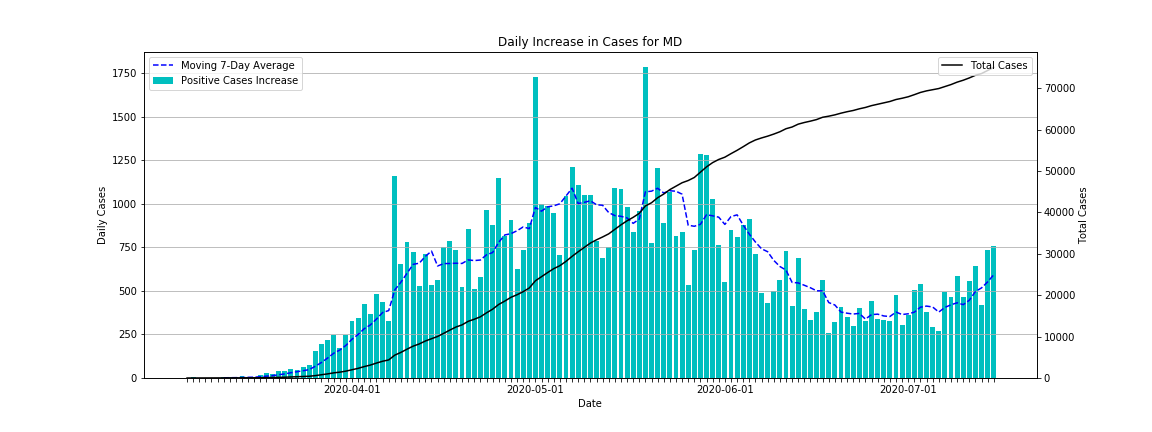 Daily Increase in Cases for MD
Moving 7-Day Average
Positive Cases Increase
Total Cases
1750
1500
1250
1000
750
500
250
0
Daily Cases
70000
60000
50000
40000
30000
20000
10000
0
Total Cases
2020-04-01
2020-05-01
2020-06-01
2020-07-01
Date